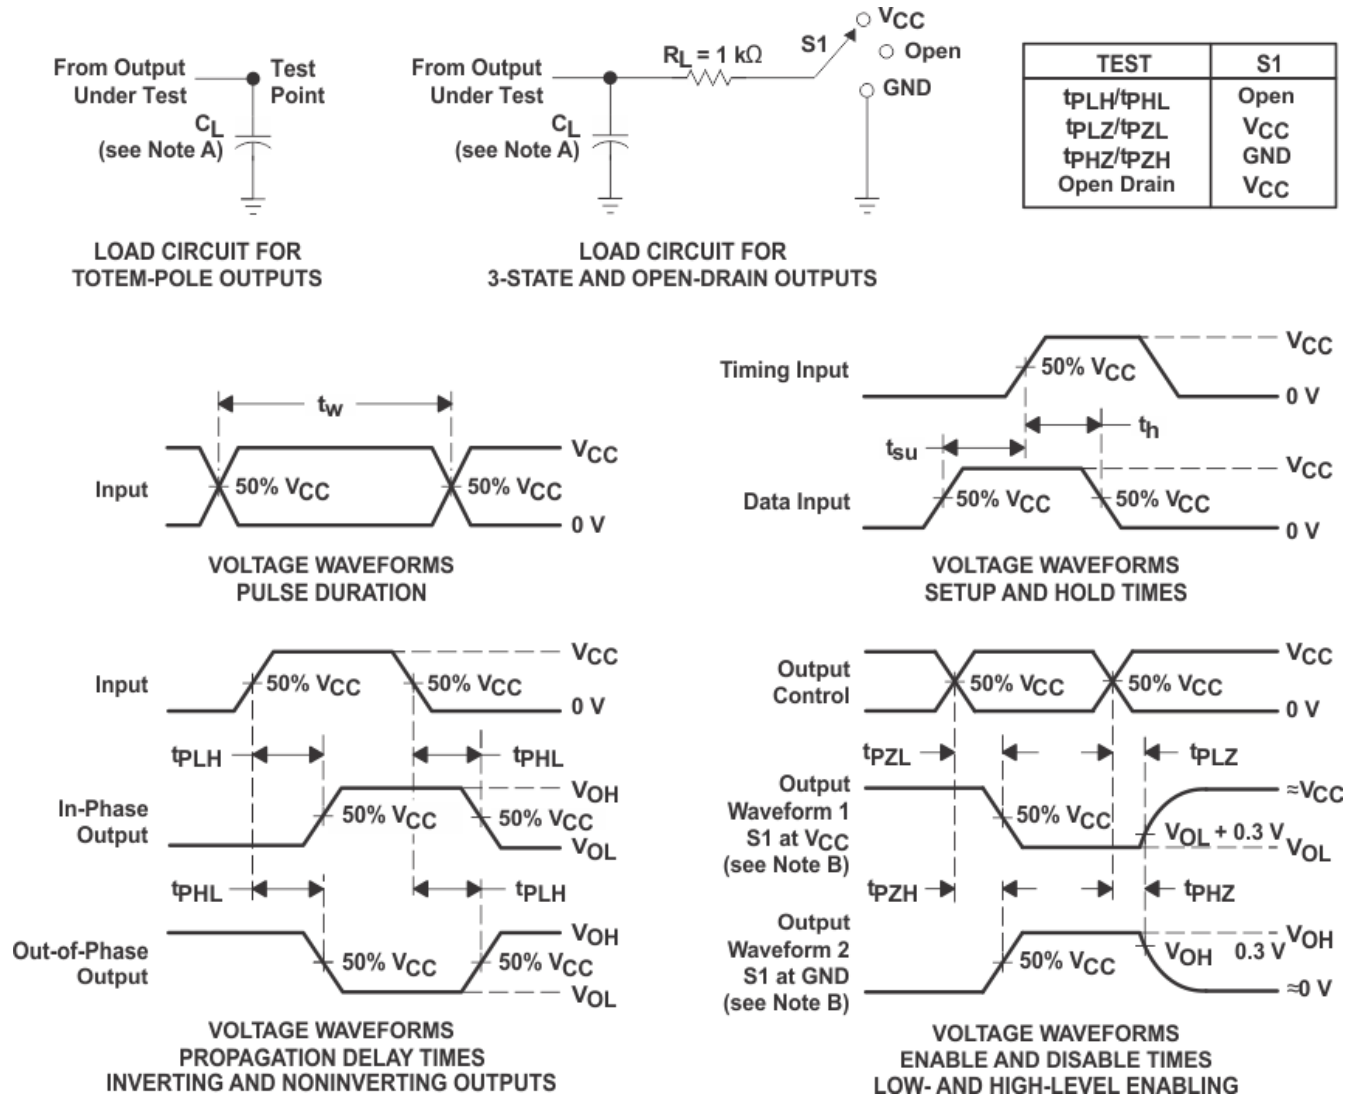 From Output
Under Test
Test
Point
CL
(see Note A)
LOAD CIRCUIT FOR
TOTEM-POLE OUTPUTS
From Output
Under Test
RL = 1 kΩ
S1
VCC
Open
GND
CL
(see Note A)
LOAD CIRCUIT FOR
3-STATE AND OPEN-DRAIN OUTPUTS
TEST S1
tPLH/tPHL Open
tPLZ/tPZL VCC
tPHZ/tPZH GND
Open Drain VCC
tw
Input
50% VCC
50% VCC
VCC
0 V
VOLTAGE WAVEFORMS
PULSE DURATION
Timing Input
50% VCC
VCC
0 V
tsu
th
Data Input
50% VCC
50% VCC
VCC
0 V
VOLTAGE WAVEFORMS
SETUP AND HOLD TIMES
Input
50% VCC
50% VCC
VCC
0 V
tPLH
tPHL
In-Phase
Output
50% VCC
50% VCC
VOH
VOL
tPHL
tPLH
Out-of-Phase
Output
50% VCC
50% VCC
VOH
VOL
VOLTAGE WAVEFORMS
PROPAGATION DELAY TIMES
INVERTING AND NONINVERTING OUTPUTS
Output
Control
50% VCC
50% VCC
VCC
0 V
tPZL
tPLZ
Output
Waveform 1
S1 at VCC
(see Note B)
50% VCC
VOL + 0.3 V
≈VCC
VOL
tPZH
tPHZ
Output
Waveform 2
S1 at GND
(see Note B)
50% VCC
VOH 0.3 V
VOH
≈0 V
VOLTAGE WAVEFORMS
ENABLE AND DISABLE TIMES
LOW- AND HIGH-LEVEL ENABLING